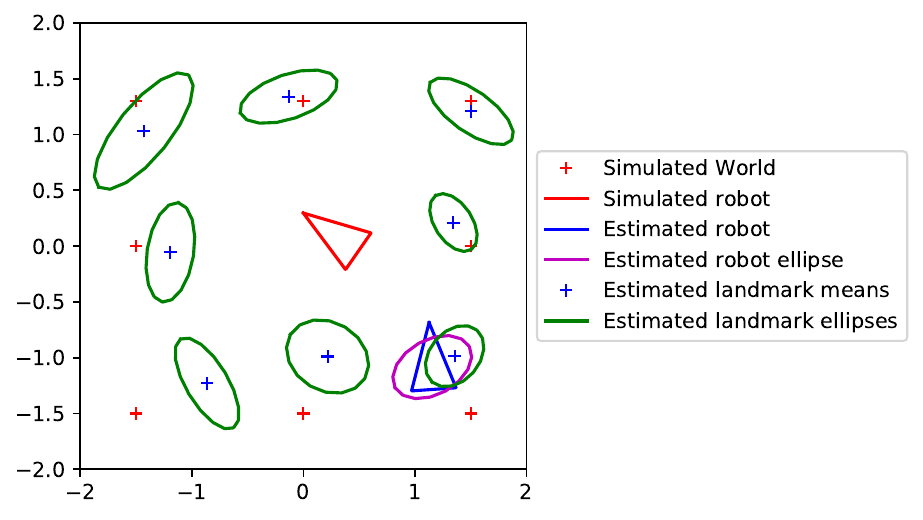 2.0
1.5
1.0
0.5
0.0
−0.5
−1.0
−1.5
−2.0
−2 −1 0 1 2
Simulated World
Simulated robot
Estimated robot
Estimated robot ellipse
Estimated landmark means
Estimated landmark ellipses